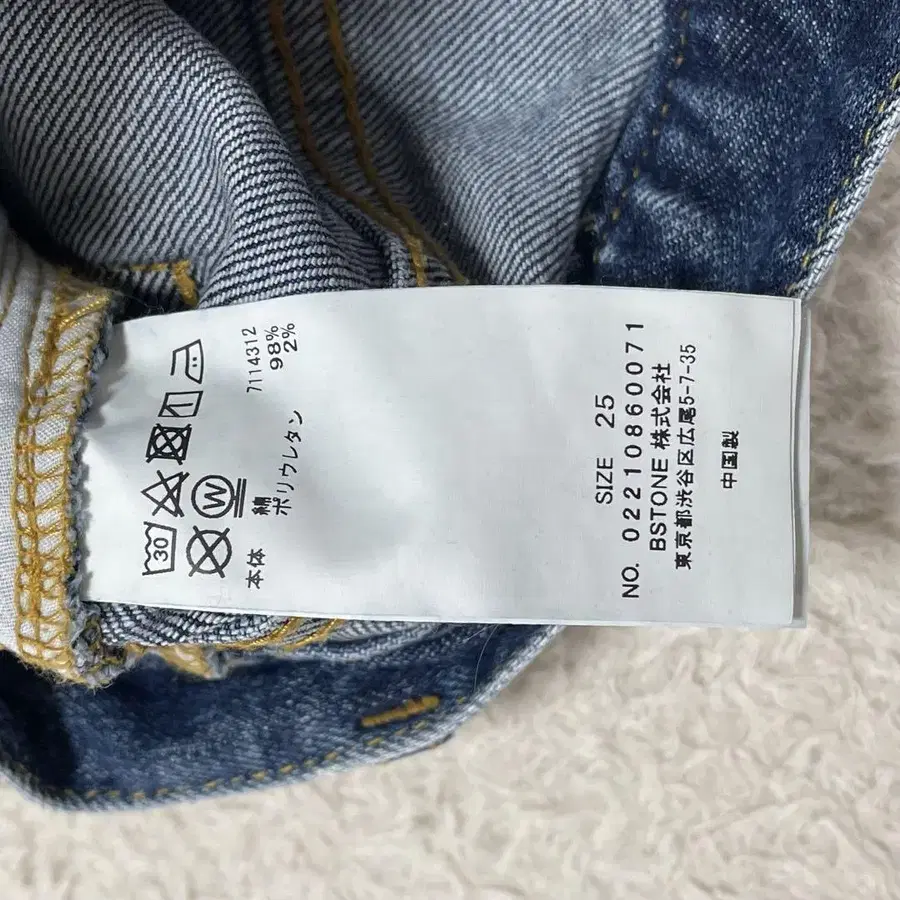 30
W
7114312
本体 綿 98%
ポリウレタン 2%
SIZE 25
NO. 02210860071
BSTONE 株式会社
東京都渋谷区広尾5-7-35
中国製